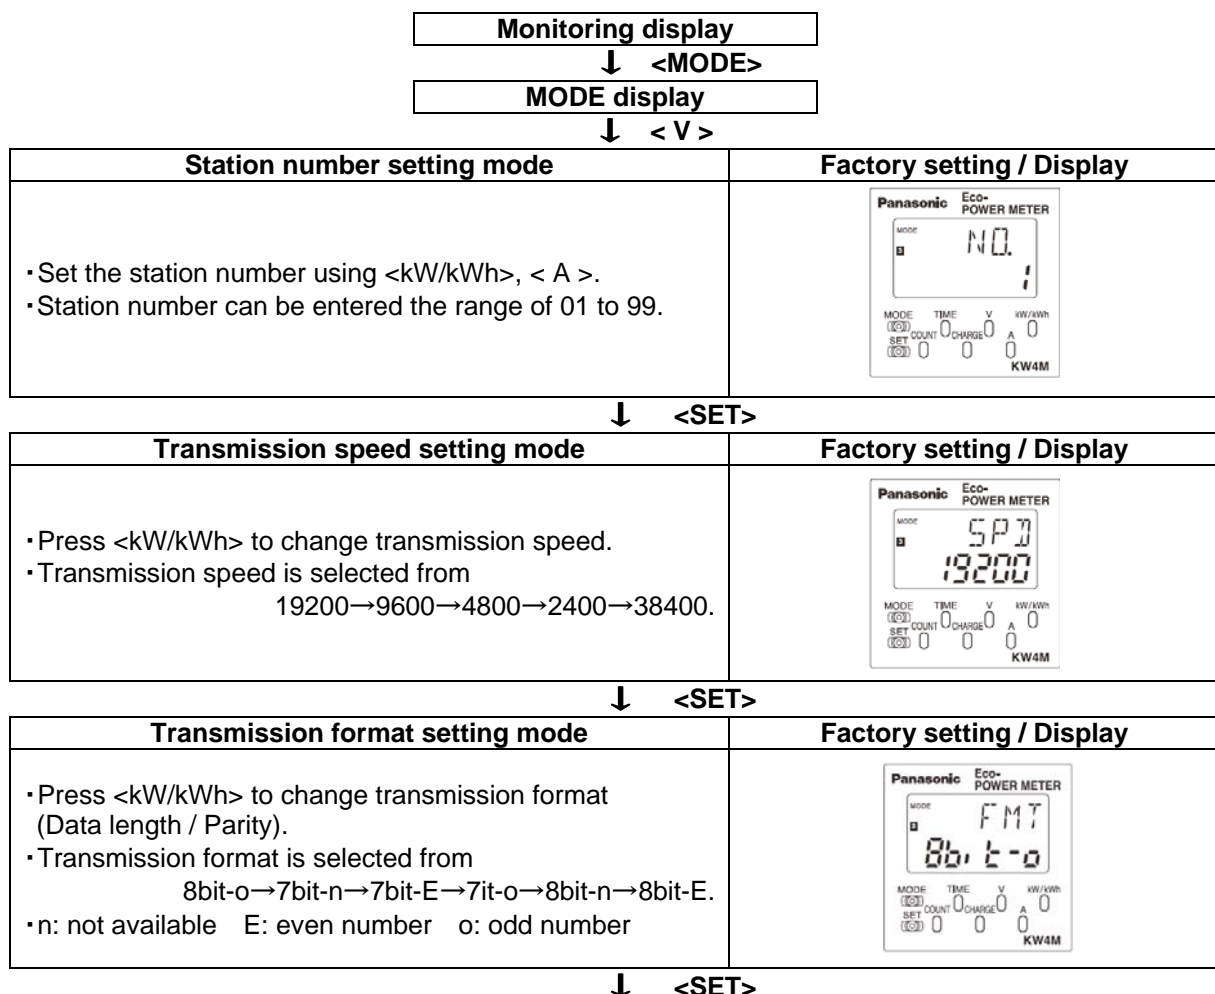 Monitoring display
↓ <MODE>
MODE display
↓ < V >
Station number setting mode
Factory setting / Display
・Set the station number using <kW/kWh>, < A >.
・Station number can be entered the range of 01 to 99.
Panasonic Eco-POWER METER
MODE
3
NO.
1
MODE TIME V kW/kWh
SET COUNT CHARGE A
KW4M
↓ <SET>
Transmission speed setting mode
Factory setting / Display
・Press <kW/kWh> to change transmission speed.
・Transmission speed is selected from
19200→9600→4800→2400→38400.
Panasonic Eco-POWER METER
MODE
3
SPD
19200
MODE TIME V kW/kWh
SET COUNT CHARGE A
KW4M
↓ <SET>
Transmission format setting mode
Factory setting / Display
・Press <kW/kWh> to change transmission format
(Data length / Parity).
・Transmission format is selected from
8bit-o→7bit-n→7bit-E→7it-o→8bit-n→8bit-E.
・n: not available E: even number o: odd number
Panasonic Eco-POWER METER
MODE
3
FMT
8bit-o
MODE TIME V kW/kWh
SET COUNT CHARGE A
KW4M
↓ <SET>